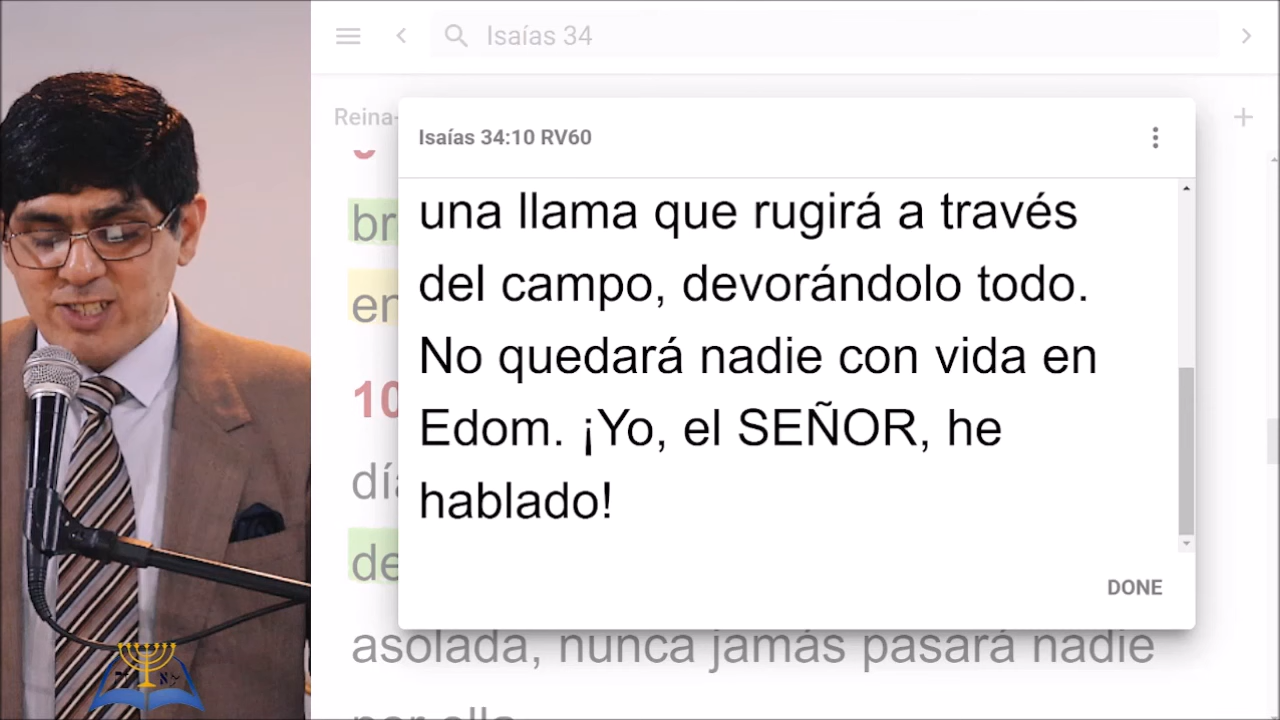 Isaías 34
Reina-
Isaías 34:10 RV60
br
en
10
día
de
una llama que rugirá a través
del campo, devorándolo todo.
No quedará nadie con vida en
Edom. ¡Yo, el SEÑOR, he
hablado!
DONE
asolada, nunca jamás pasará nadie
por ella